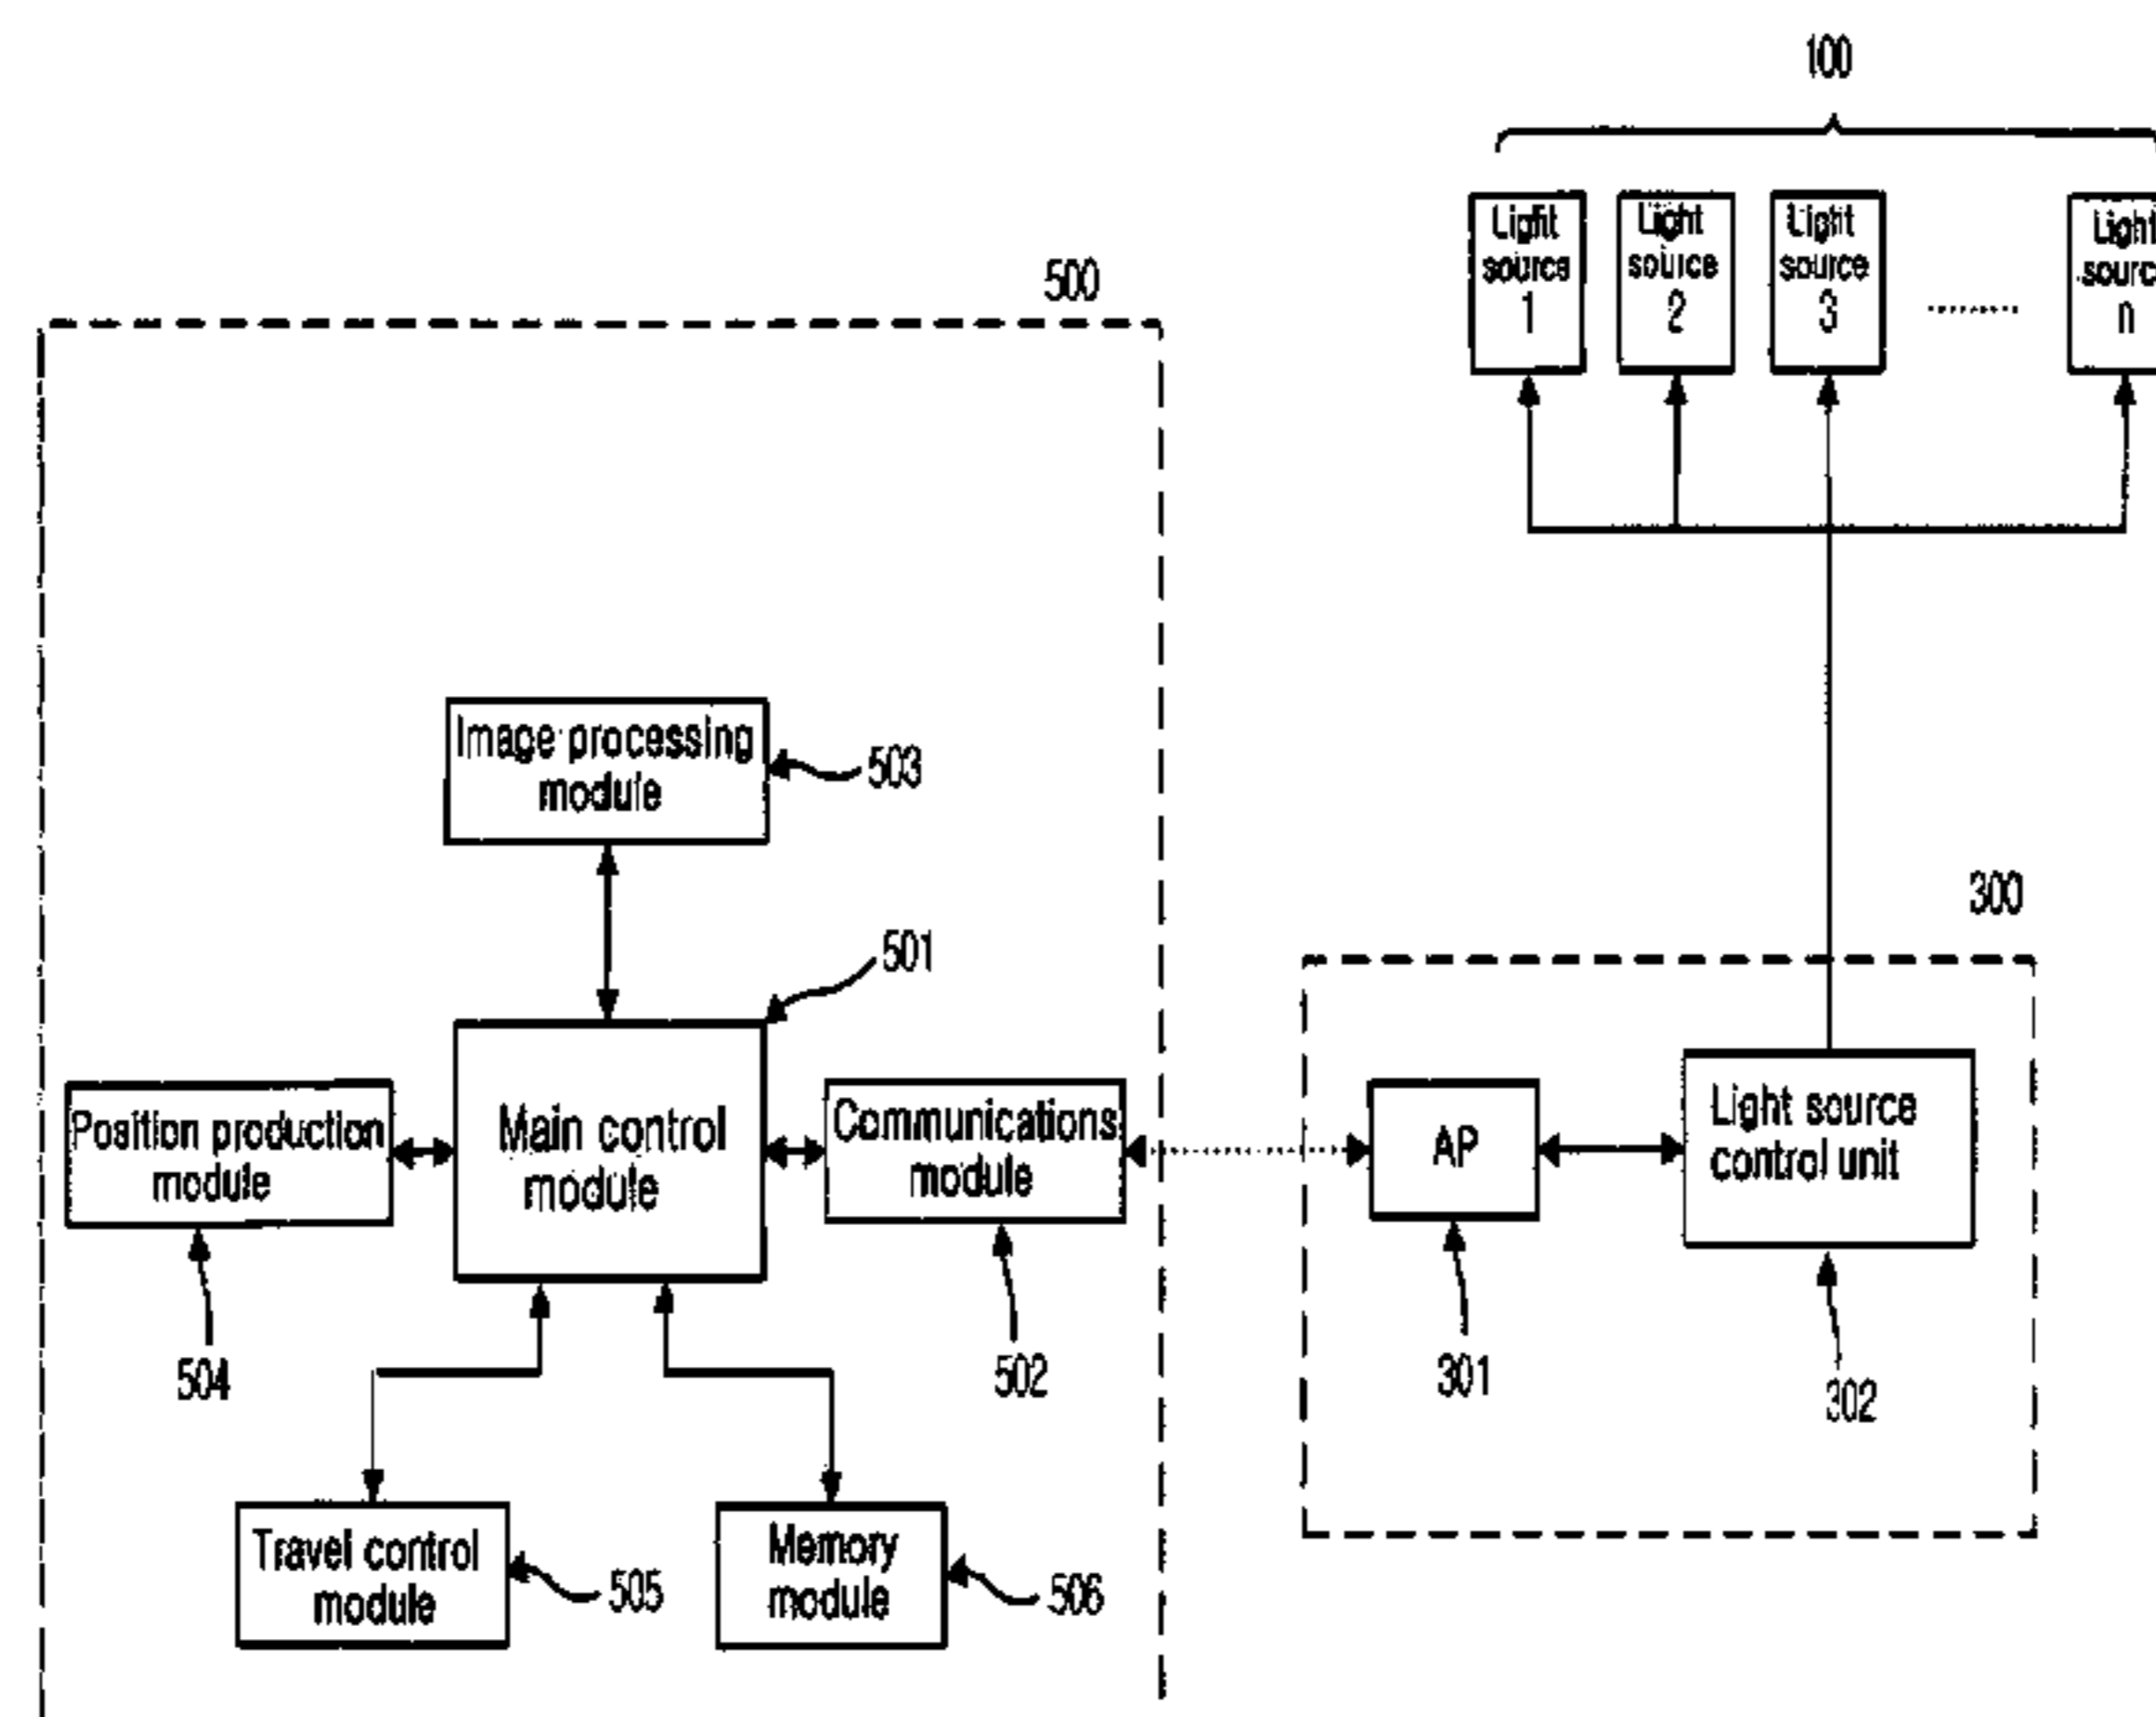 100
Light
source
1
Light
source
2
Light
source
3
.........
Light
sourc
n
500
Image processing
module
503
501
300
Position production
module
Main control
module
Communications
module
AP
Light source
control unit
504
502
301
302
Travel control
module
505
Memory
module
506